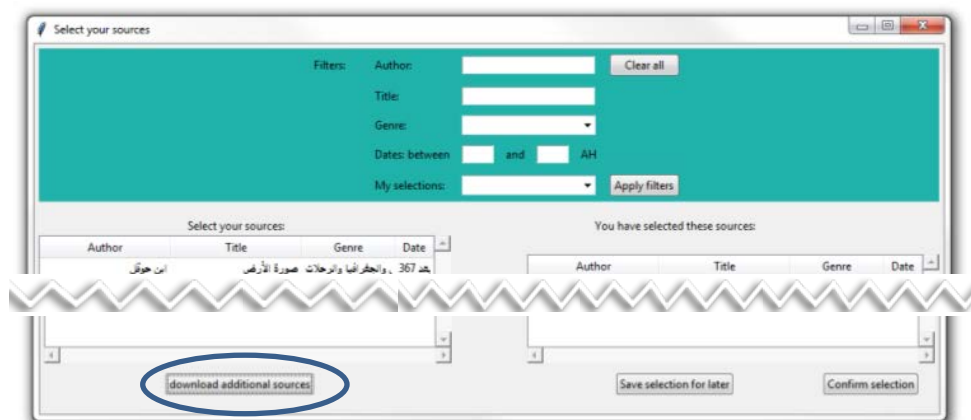 Select your sources
Filters: Author: Clear all
Title:
Genre:
Dates: between and AH
My selections: Apply filters
Select your sources:
You have selected these sources:
Author Title Genre Date
ابن حوقل صورة الأرض والجغرافيا والرحلات بعد 367
Author Title Genre Date
download additional sources
Save selection for later
Confirm selection